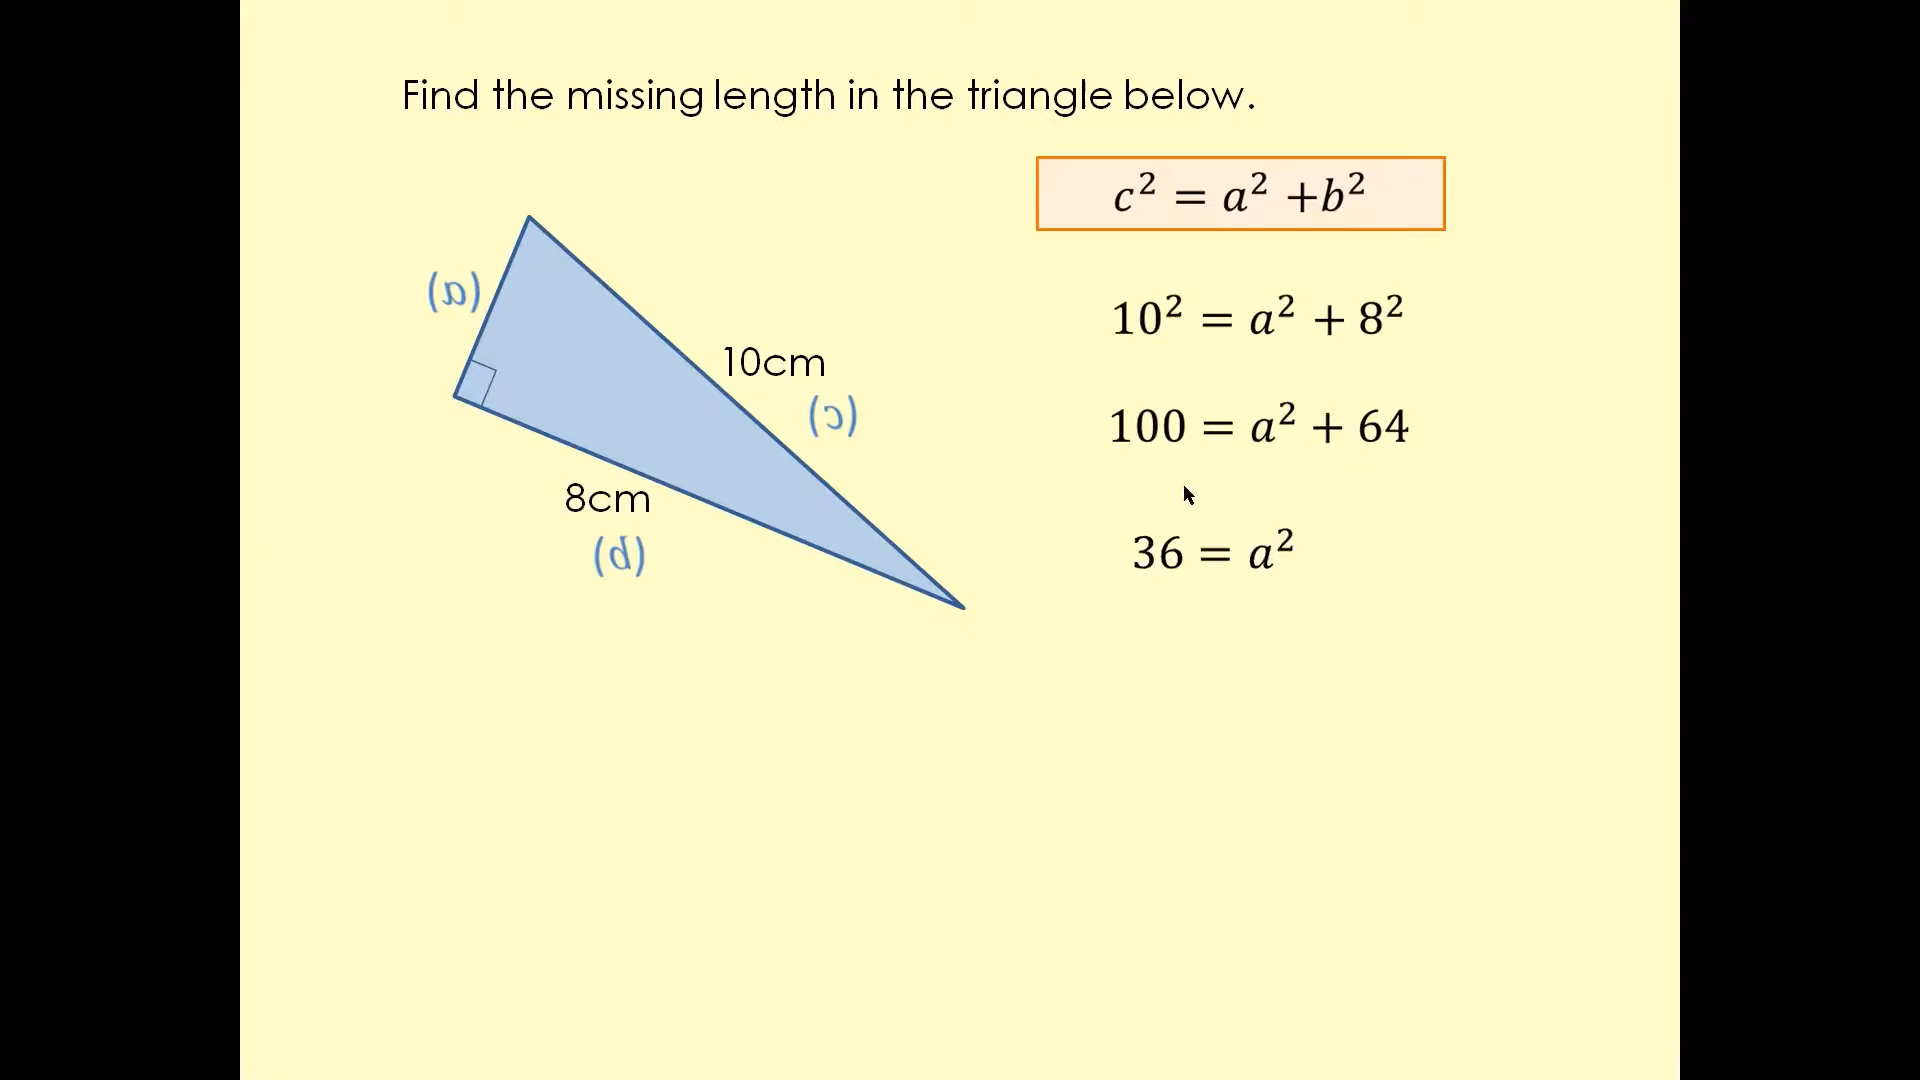 Find the missing length in the triangle below.
c² = a² +b²
(a)
10² = a² + 8²
10cm
(c)
100 = a² + 64
8cm
(b)
36 = a²